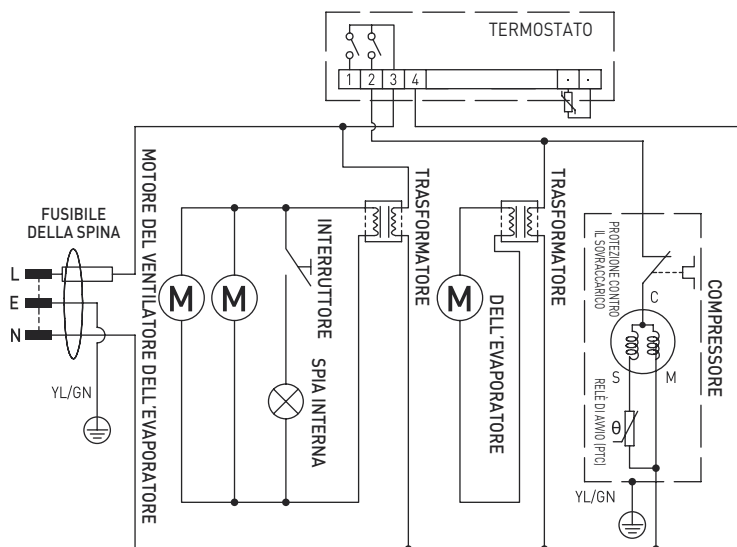 TERMOSTATO
1 2 3 4
MOTORE DEL VENTILATORE DELL'EVAPORATORE
FUSIBILE
DELLA SPINA
L
E
N
YL/GN
M
M
INTERRUTTORE
SPIA INTERNA
TRASFORMATORE
M
DELL'EVAPORATORE
TRASFORMATORE
PROTEZIONE CONTRO
IL SOVRACCARICO
C
S
M
θ
RELÈ DI AVVIO (PTC)
COMPRESSORE
YL/GN